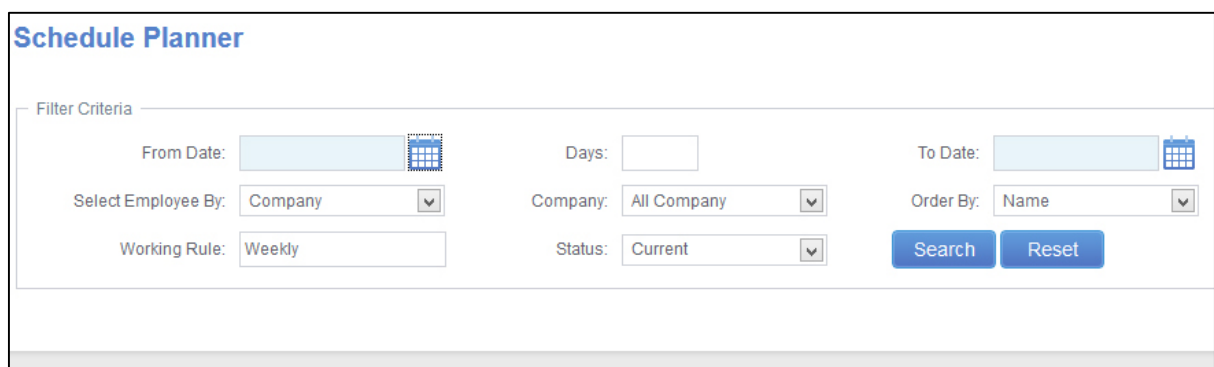 Schedule Planner
Filter Criteria
From Date: Days: To Date:
Select Employee By: Company Company: All Company Order By: Name
Working Rule: Weekly Status: Current Search Reset